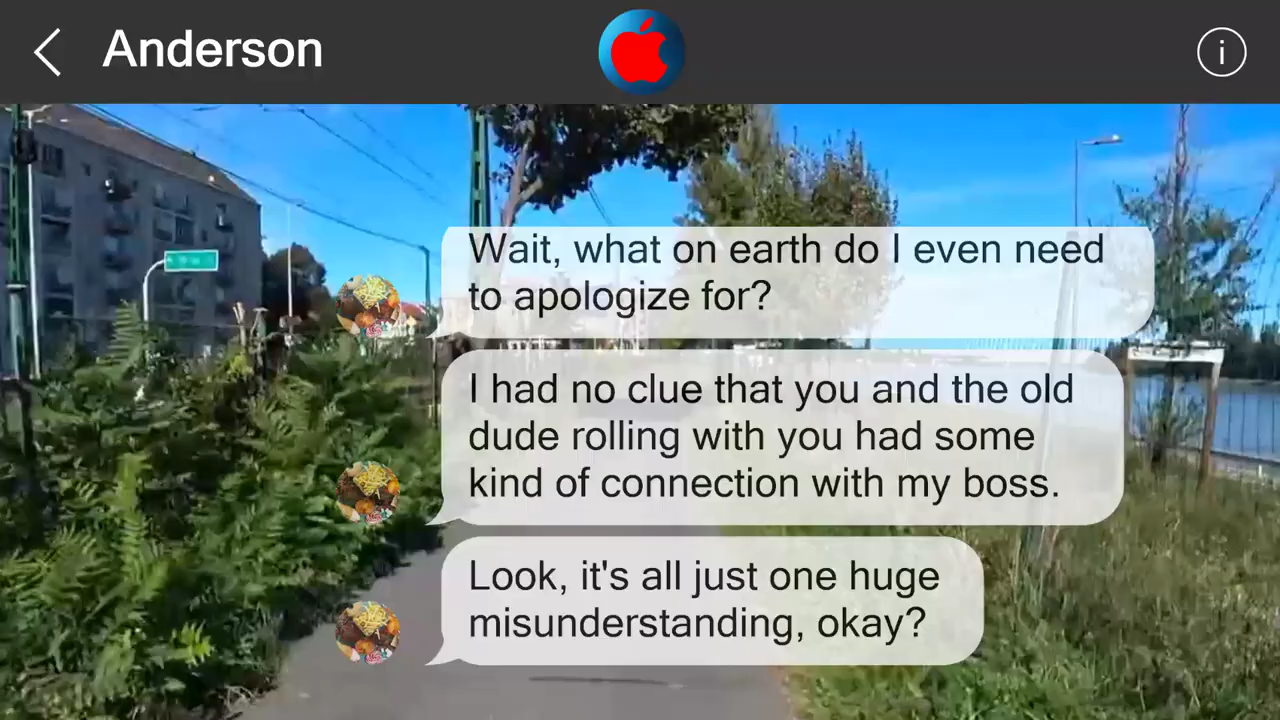 Anderson
i
Wait, what on earth do I even need
to apologize for?
I had no clue that you and the old
dude rolling with you had some
kind of connection with my boss.
Look, it's all just one huge
misunderstanding, okay?